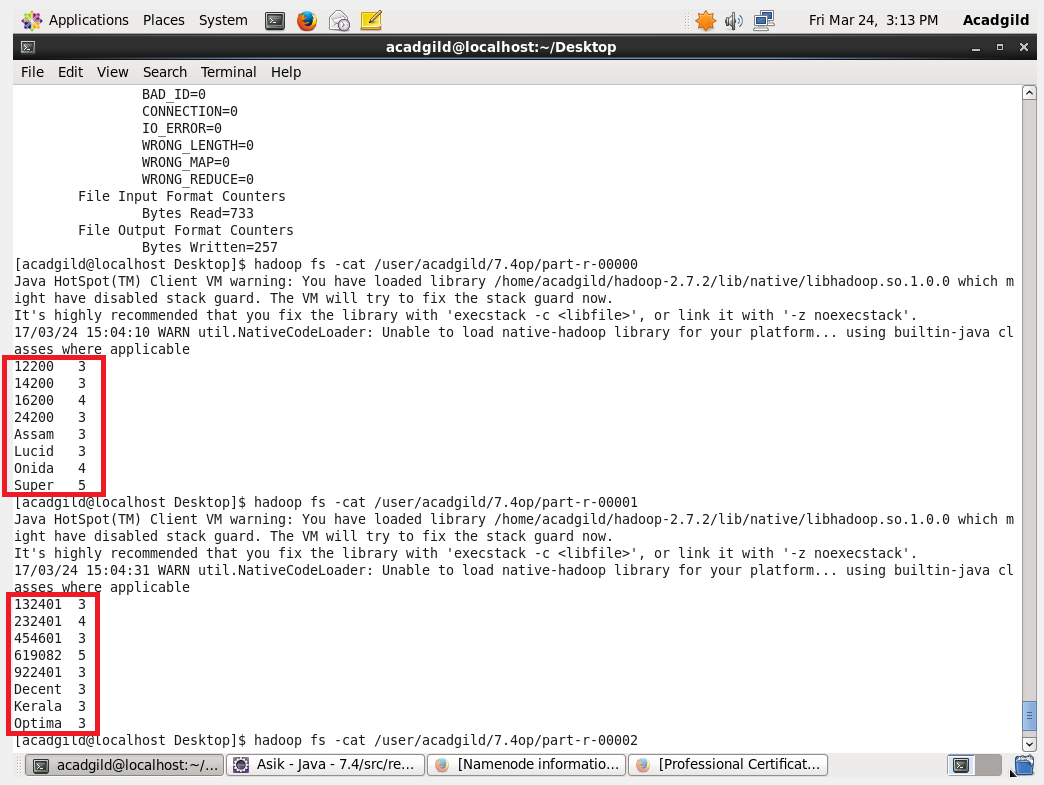 Applications Places System Fri Mar 24, 3:13 PM Acadgild
acadgild@localhost:~/Desktop
File Edit View Search Terminal Help
BAD_ID=0
CONNECTION=0
IO_ERROR=0
WRONG_LENGTH=0
WRONG_MAP=0
WRONG_REDUCE=0
File Input Format Counters
Bytes Read=733
File Output Format Counters
Bytes Written=257
[acadgild@localhost Desktop]$ hadoop fs -cat /user/acadgild/7.4op/part-r-00000
Java HotSpot(TM) Client VM warning: You have loaded library /home/acadgild/hadoop-2.7.2/lib/native/libhadoop.so.1.0.0 which m
ight have disabled stack guard. The VM will try to fix the stack guard now.
It's highly recommended that you fix the library with 'execstack -c <libfile>', or link it with '-z noexecstack'.
17/03/24 15:04:10 WARN util.NativeCodeLoader: Unable to load native-hadoop library for your platform... using builtin-java cl
asses where applicable
12200 3
14200 3
16200 4
24200 3
Assam 3
Lucid 3
Onida 4
Super 5
[acadgild@localhost Desktop]$ hadoop fs -cat /user/acadgild/7.4op/part-r-00001
Java HotSpot(TM) Client VM warning: You have loaded library /home/acadgild/hadoop-2.7.2/lib/native/libhadoop.so.1.0.0 which m
ight have disabled stack guard. The VM will try to fix the stack guard now.
It's highly recommended that you fix the library with 'execstack -c <libfile>', or link it with '-z noexecstack'.
17/03/24 15:04:31 WARN util.NativeCodeLoader: Unable to load native-hadoop library for your platform... using builtin-java cl
asses where applicable
132401 3
232401 4
454601 3
619082 5
922401 3
Decent 3
Kerala 3
Optima 3
[acadgild@localhost Desktop]$ hadoop fs -cat /user/acadgild/7.4op/part-r-00002
acadgild@localhost:~/... Asik - Java - 7.4/src/re... [Namenode informatio... [Professional Certificat...